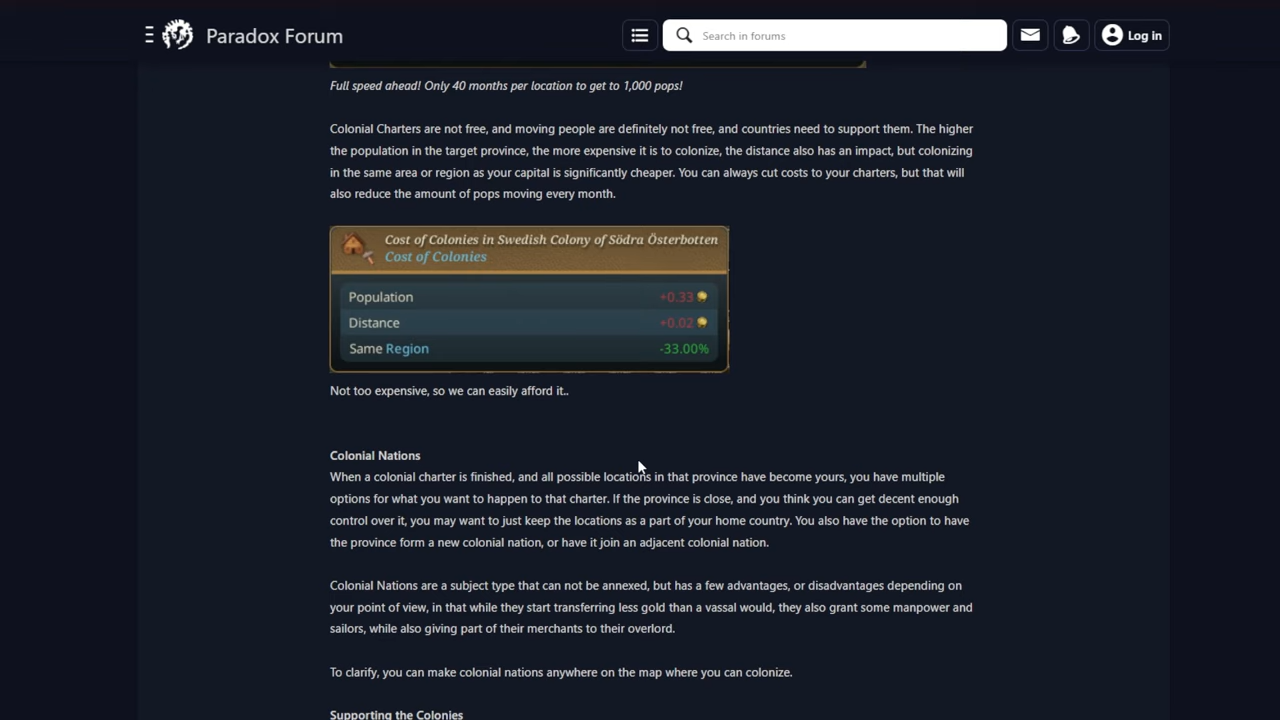 Paradox Forum
Search in forums
Log in
Full speed ahead! Only 40 months per location to get to 1,000 pops!
Colonial Charters are not free, and moving people are definitely not free, and countries need to support them. The higher
the population in the target province, the more expensive it is to colonize, the distance also has an impact, but colonizing
in the same area or region as your capital is significantly cheaper. You can always cut costs to your charters, but that will
also reduce the amount of pops moving every month.
Cost of Colonies in Swedish Colony of Södra Österbotten
Cost of Colonies
Population +0.33
Distance +0.02
Same Region -33.00%
Not too expensive, so we can easily afford it..
Colonial Nations
When a colonial charter is finished, and all possible locations in that province have become yours, you have multiple
options for what you want to happen to that charter. If the province is close, and you think you can get decent enough
control over it, you may want to just keep the locations as a part of your home country. You also have the option to have
the province form a new colonial nation, or have it join an adjacent colonial nation.
Colonial Nations are a subject type that can not be annexed, but has a few advantages, or disadvantages depending on
your point of view, in that while they start transferring less gold than a vassal would, they also grant some manpower and
sailors, while also giving part of their merchants to their overlord.
To clarify, you can make colonial nations anywhere on the map where you can colonize.
Supporting the Colonies